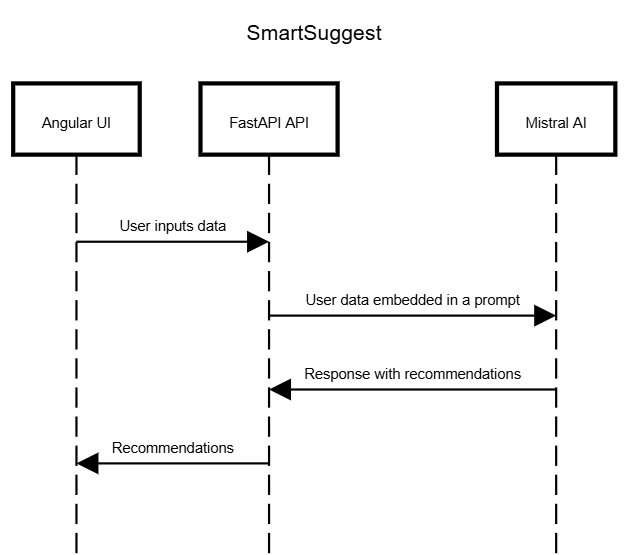 SmartSuggest
Angular UI
FastAPI API
Mistral AI
User inputs data
User data embedded in a prompt
Response with recommendations
Recommendations